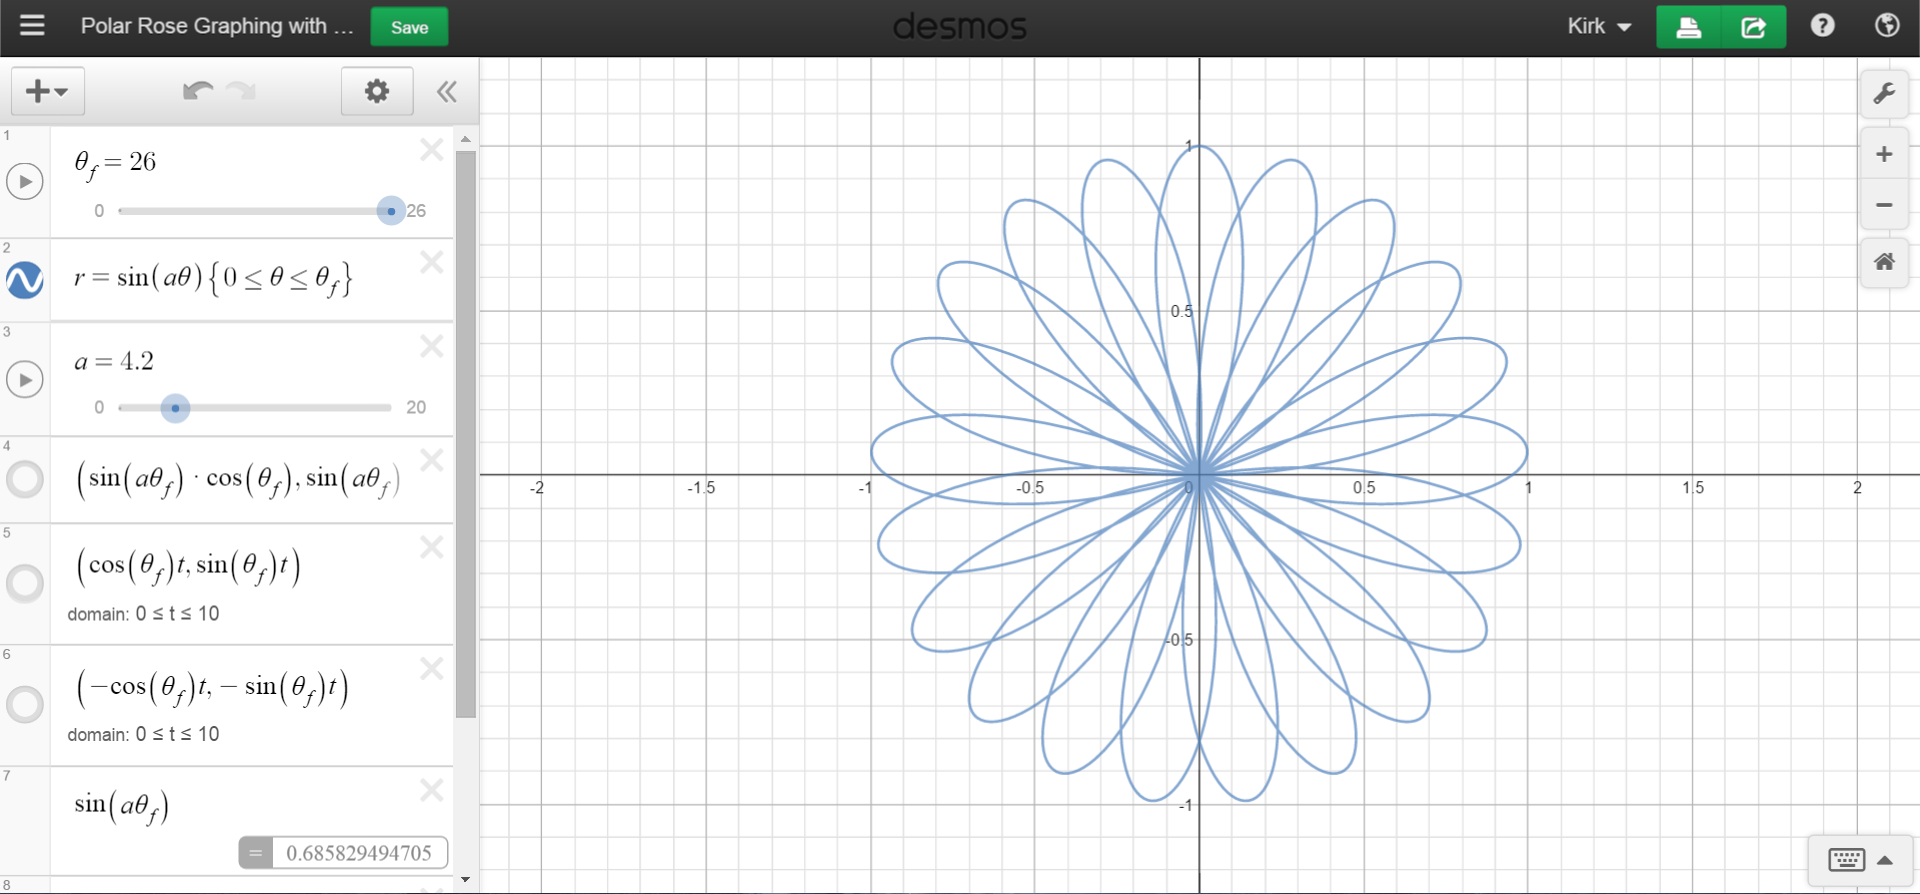 Polar Rose Graphing with ...
Save
desmos
Kirk
1
θ_f = 26
0
26
2
r = sin(aθ){0 ≤ θ ≤ θ_f}
3
a = 4.2
0
20
4
(sin(aθ_f) · cos(θ_f), sin(aθ_f)
5
(cos(θ_f)t, sin(θ_f)t)
domain: 0 ≤ t ≤ 10
6
(−cos(θ_f)t, − sin(θ_f)t)
domain: 0 ≤ t ≤ 10
7
sin(aθ_f)
= 0.685829494705
8
1
0.5
-2
-1.5
-1
-0.5
0
0.5
1
1.5
2
-0.5
-1